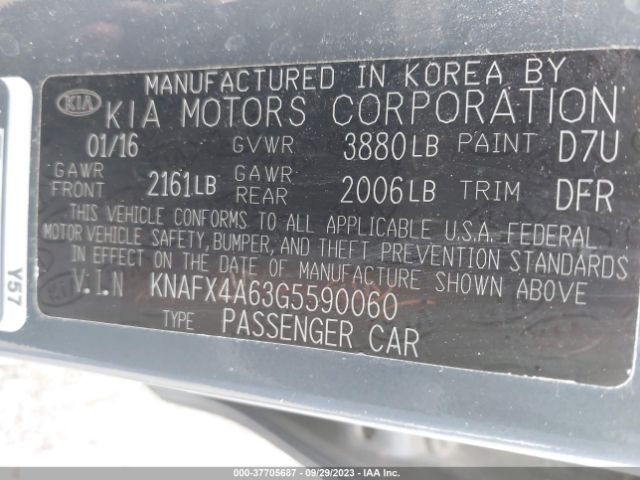 MANUFACTURED IN KOREA BY
KIA KIA MOTORS CORPORATION
01/16 GVWR 3880LB PAINT D7U
GAWR FRONT 2161LB GAWR REAR 2006LB TRIM DFR
THIS VEHICLE CONFORMS TO ALL APPLICABLE U.S.A. FEDERAL
MOTOR VEHICLE SAFETY, BUMPER, AND THEFT PREVENTION STANDARDS
IN EFFECT ON THE DATE OF MANUFACTURE SHOWN ABOVE.
V.I.N KNAFX4A63G5590060
TYPE PASSENGER CAR
Y57
000-37705687 - 09/29/2023 - IAA Inc.